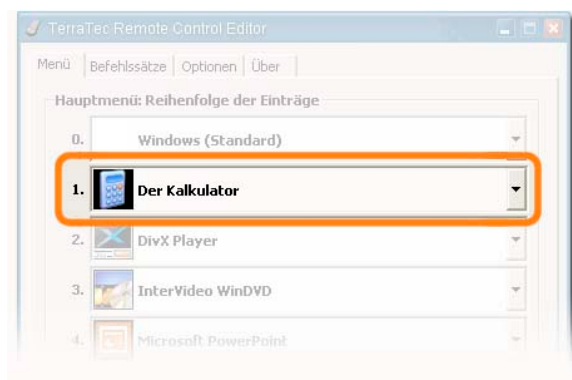 TerraTec Remote Control Editor
Menü Befehlssätze Optionen Über
Hauptmenü: Reihenfolge der Einträge
0. Windows (Standard)
1. Der Kalkulator
2. DivX Player
3. InterVideo WinDVD
4. Microsoft PowerPoint